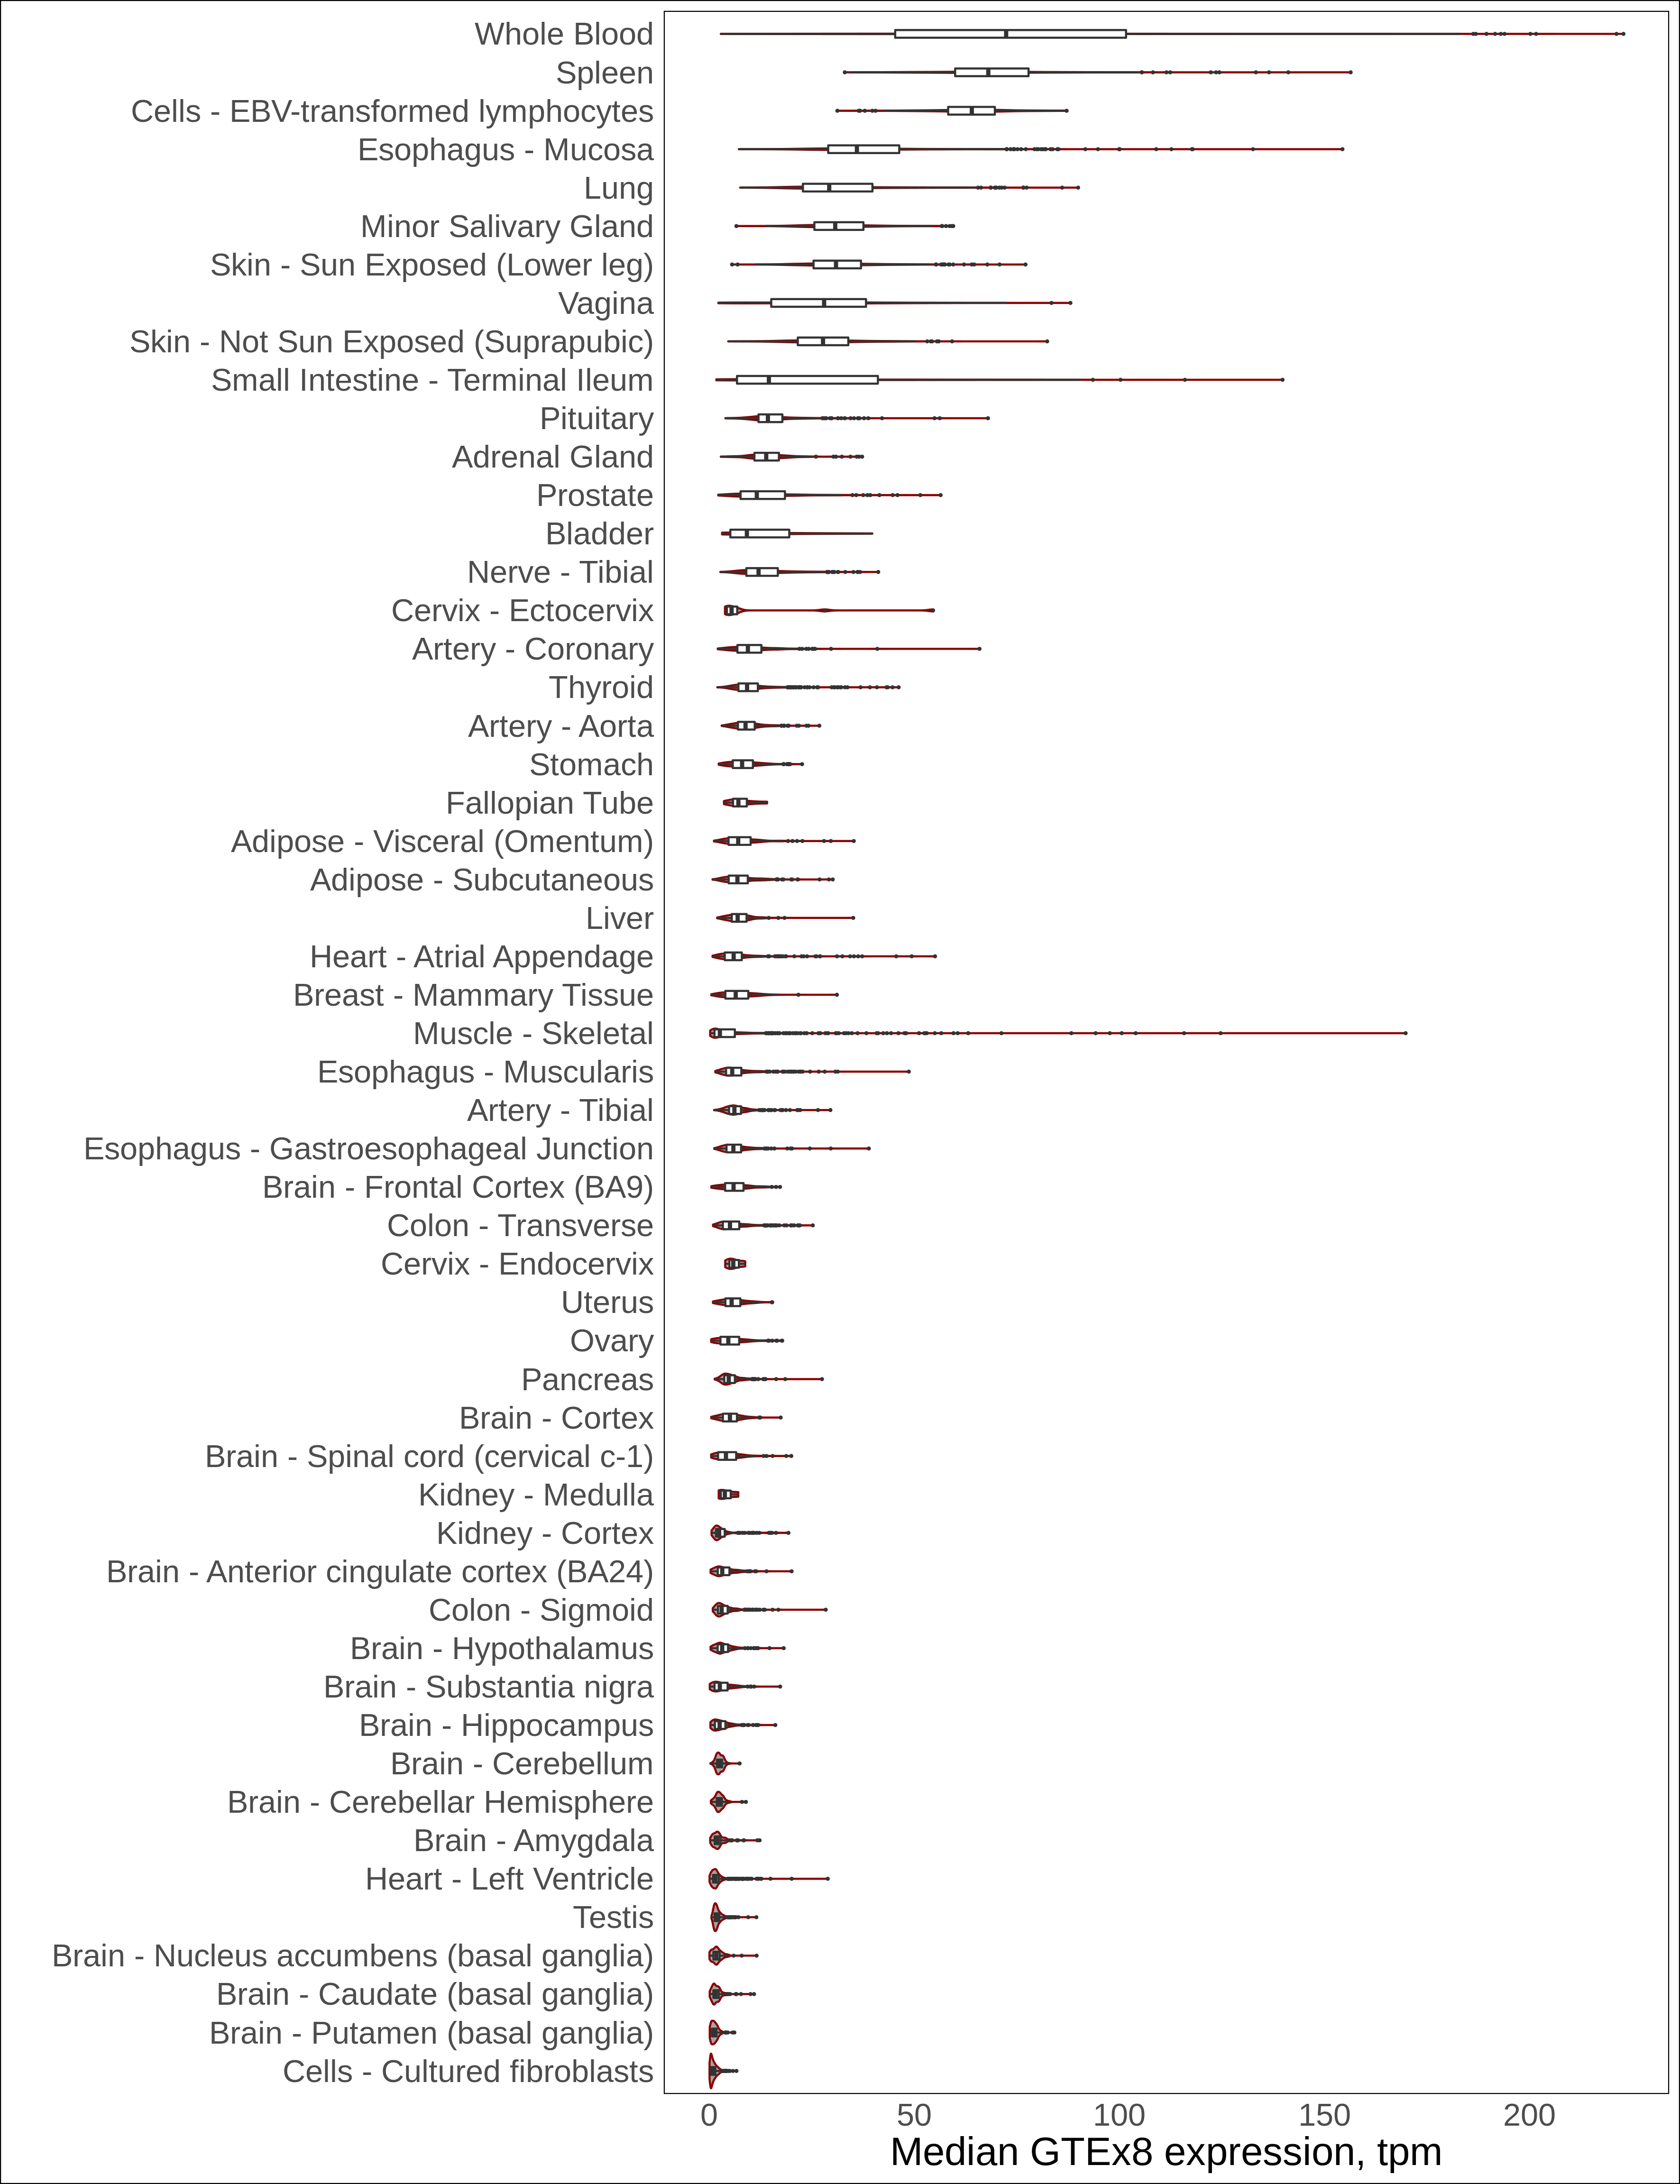 Whole Blood
Spleen
Cells - EBV-transformed lymphocytes
Esophagus - Mucosa
Lung
Minor Salivary Gland
Skin - Sun Exposed (Lower leg)
Vagina
Skin - Not Sun Exposed (Suprapubic)
Small Intestine - Terminal Ileum
Pituitary
Adrenal Gland
Prostate
Bladder
Nerve - Tibial
Cervix - Ectocervix
Artery - Coronary
Thyroid
Artery - Aorta
Stomach
Fallopian Tube
Adipose - Visceral (Omentum)
Adipose - Subcutaneous
Liver
Heart - Atrial Appendage
Breast - Mammary Tissue
Muscle - Skeletal
Esophagus - Muscularis
Artery - Tibial
Esophagus - Gastroesophageal Junction
Brain - Frontal Cortex (BA9)
Colon - Transverse
Cervix - Endocervix
Uterus
Ovary
Pancreas
Brain - Cortex
Brain - Spinal cord (cervical c-1)
Kidney - Medulla
Kidney - Cortex
Brain - Anterior cingulate cortex (BA24)
Colon - Sigmoid
Brain - Hypothalamus
Brain - Substantia nigra
Brain - Hippocampus
Brain - Cerebellum
Brain - Cerebellar Hemisphere
Brain - Amygdala
Heart - Left Ventricle
Testis
Brain - Nucleus accumbens (basal ganglia)
Brain - Caudate (basal ganglia)
Brain - Putamen (basal ganglia)
Cells - Cultured fibroblasts
0 50 100 150 200
Median GTEx8 expression, tpm